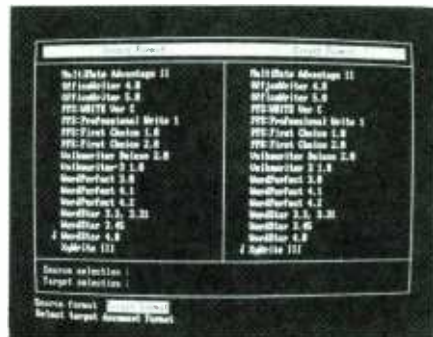 Source Format Target Format
MultiMate Advantage II MultiMate Advantage II
OfficeWriter 4.0 OfficeWriter 4.0
OfficeWriter 5.0 OfficeWriter 5.0
PFS:WRITE Ver C PFS:WRITE Ver C
PFS:Professional Write 1 PFS:Professional Write 1
PFS:First Choice 1.0 PFS:First Choice 1.0
PFS:First Choice 2.0 PFS:First Choice 2.0
Volkswriter Deluxe 2.0 Volkswriter Deluxe 2.0
Volkswriter 3 1.0 Volkswriter 3 1.0
WordPerfect 3.0 WordPerfect 3.0
WordPerfect 4.1 WordPerfect 4.1
WordPerfect 4.2 WordPerfect 4.2
WordStar 3.3, 3.31 WordStar 3.3, 3.31
WordStar 3.45 WordStar 3.45
√ WordStar 4.0 WordStar 4.0
XyWrite III √ XyWrite III
Source selection :
Target selection :
Source format
Select target document format